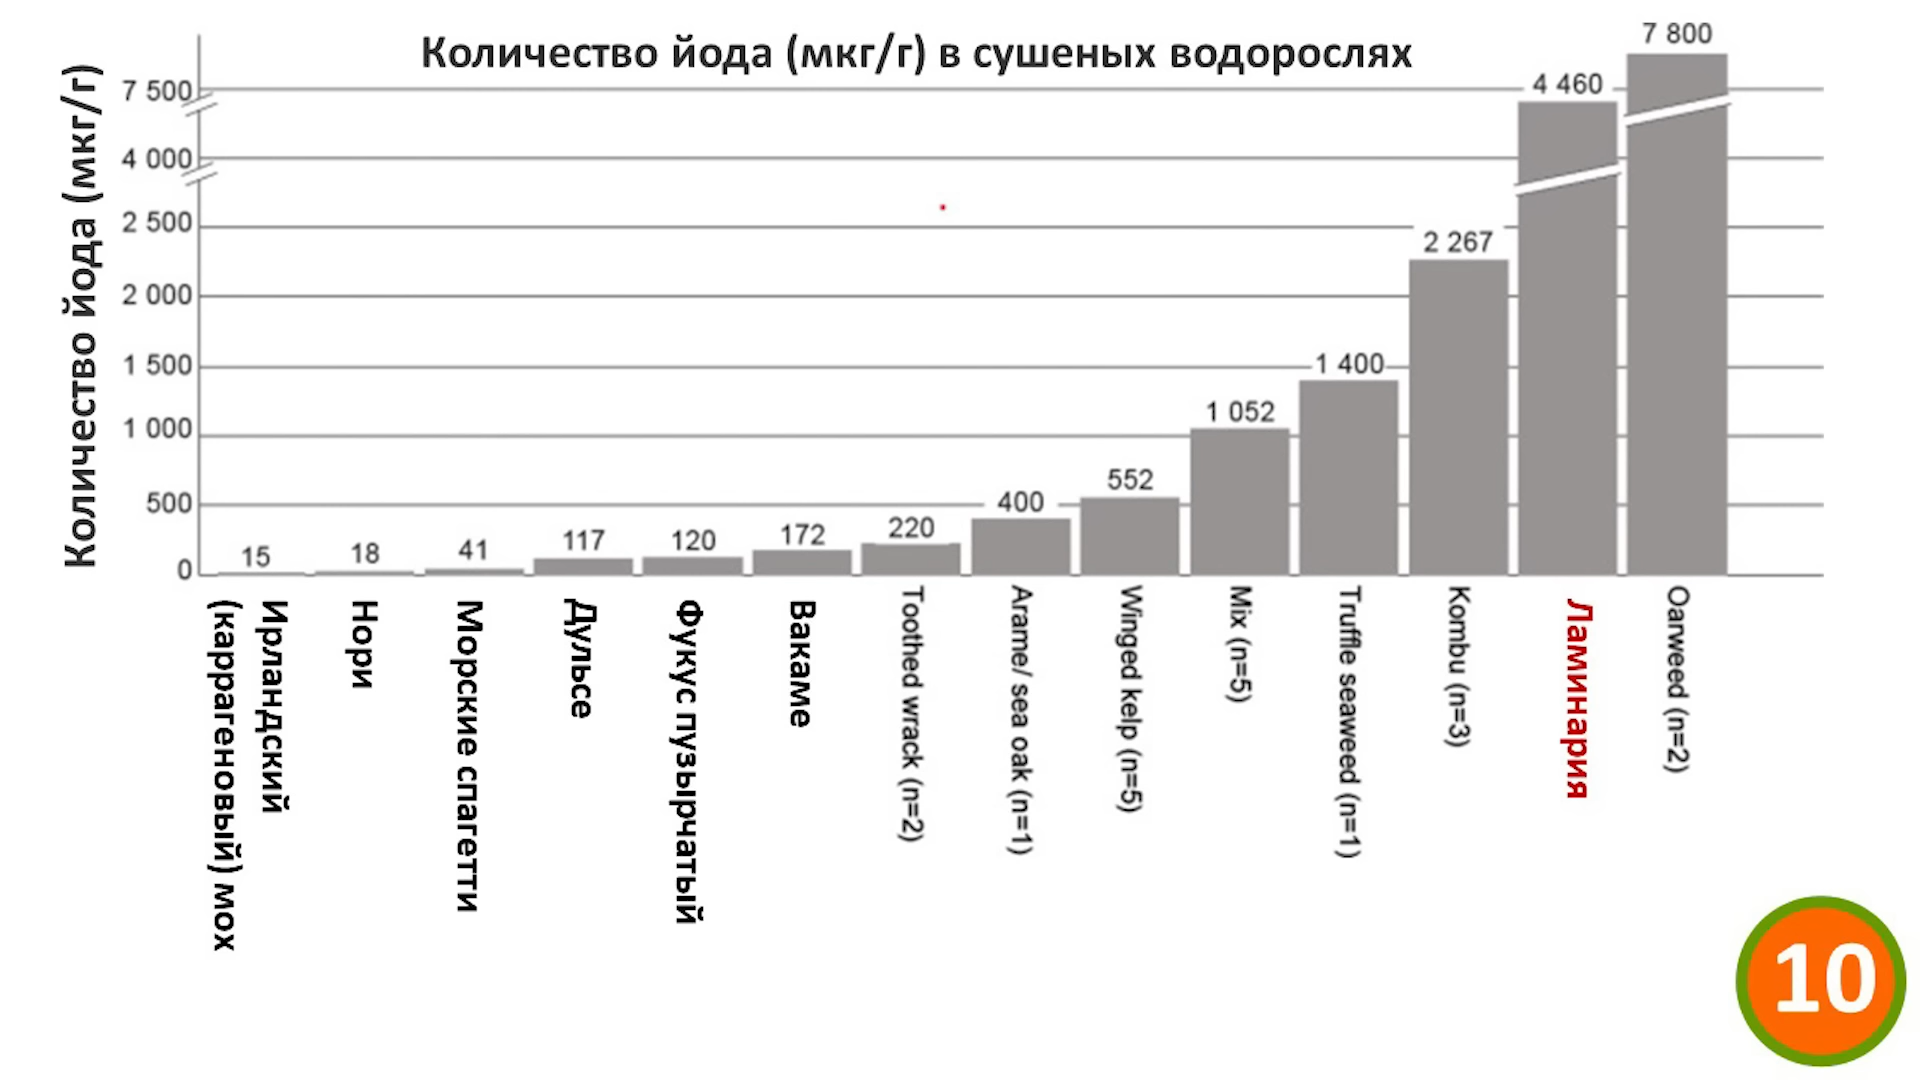 Количество йода (мкг/г) в сушеных водорослях
Количество йода (мкг/г)
7 500
4 000
2 500
2 000
1 500
1 000
500
0
15
18
41
117
120
172
220
400
552
1 052
1 400
2 267
4 460
7 800
Ирландский
(каррагеновый) мох
Нори
Морские спагетти
Дульсе
Фукус пузырчатый
Вакаме
Toothed wrack (n=2)
Arame/ sea oak (n=1)
Winged kelp (n=5)
Mix (n=5)
Truffle seaweed (n=1)
Kombu (n=3)
Ламинария
Oarweed (n=2)
10